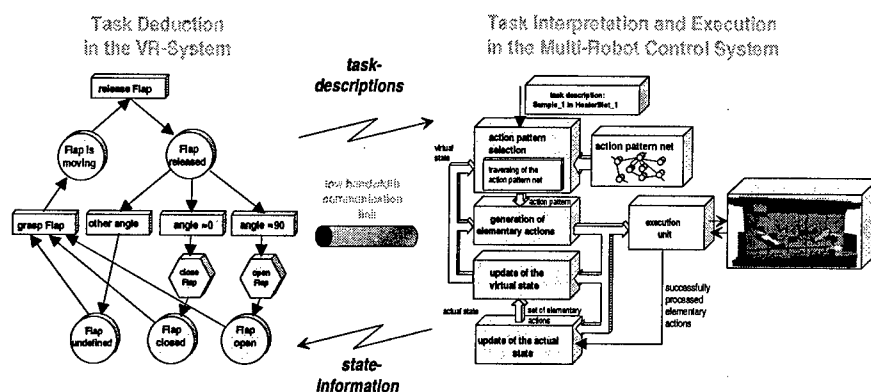 Task Deduction
in the VR-System
Task Interpretation and Execution
in the Multi-Robot Control System
task-
descriptions
release Flap
Flap is
moving
Flap
released
grasp Flap
other angle
angle =0
angle =90
close
Flap
open
Flap
Flap
undefined
Flap
closed
Flap
open
low bandwidth
communication
link
state-
information
task description:
Sample_1 in HeaterSlot_1
virtual
state
action pattern
selection
traversing of the
action pattern net
action pattern net
action pattern
generation of
elementary actions
execution
unit
update of the
virtual state
actual state
set of elementary
actions
successfully
processed
elementary
actions
update of the actual
state